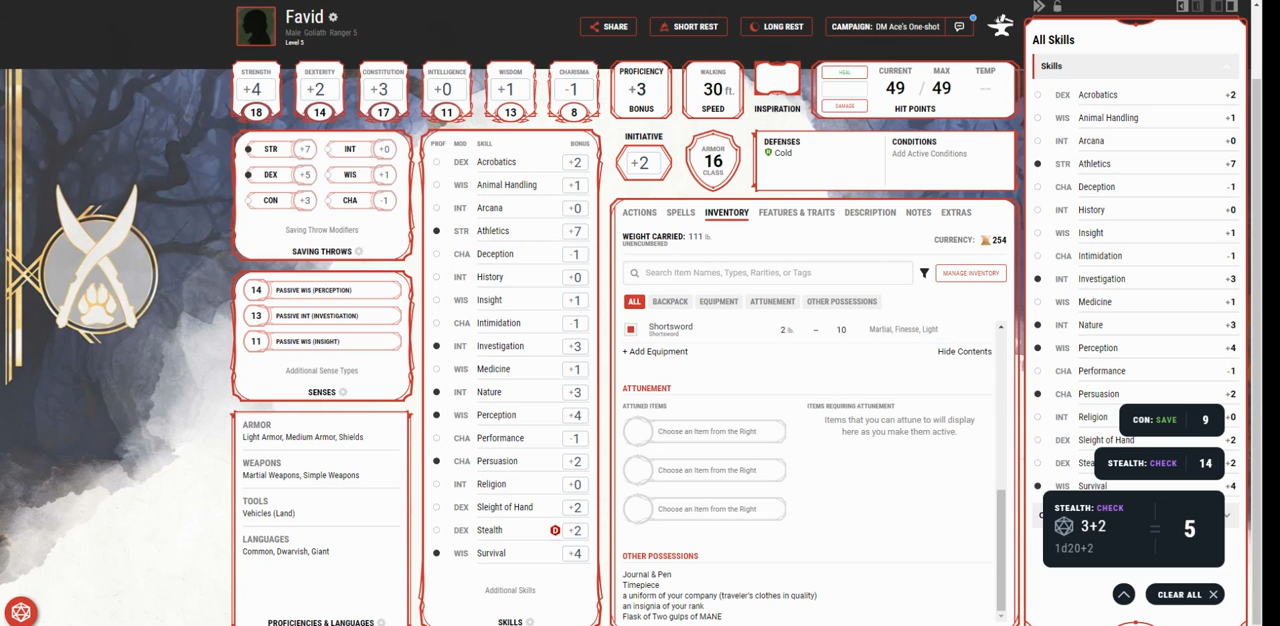 Favid
Male Goliath Ranger 5
Level 5
SHARE
SHORT REST
LONG REST
CAMPAIGN: DM Ace's One-shot
STRENGTH
+4
18
DEXTERITY
+2
14
CONSTITUTION
+3
17
INTELLIGENCE
+0
11
WISDOM
+1
13
CHARISMA
-1
8
PROFICIENCY
+3
BONUS
WALKING
30 ft.
SPEED
INSPIRATION
HEAL
DAMAGE
CURRENT
49
/
MAX
49
TEMP
--
HIT POINTS
STR +7
INT +0
DEX +5
WIS +1
CON +3
CHA -1
Saving Throw Modifiers
SAVING THROWS
14 PASSIVE WIS (PERCEPTION)
13 PASSIVE INT (INVESTIGATION)
11 PASSIVE WIS (INSIGHT)
Additional Sense Types
SENSES
ARMOR
Light Armor, Medium Armor, Shields
WEAPONS
Martial Weapons, Simple Weapons
TOOLS
Vehicles (Land)
LANGUAGES
Common, Dwarvish, Giant
PROFICIENCIES & LANGUAGES
PROF MOD SKILL BONUS
DEX Acrobatics +2
WIS Animal Handling +1
INT Arcana +0
STR Athletics +7
CHA Deception -1
INT History +0
WIS Insight +1
CHA Intimidation -1
INT Investigation +3
WIS Medicine +1
INT Nature +3
WIS Perception +4
CHA Performance -1
CHA Persuasion +2
INT Religion +0
DEX Sleight of Hand +2
DEX Stealth D +2
WIS Survival +4
Additional Skills
SKILLS
INITIATIVE
+2
ARMOR
16
CLASS
DEFENSES
Cold
CONDITIONS
Add Active Conditions
ACTIONS SPELLS INVENTORY FEATURES & TRAITS DESCRIPTION NOTES EXTRAS
WEIGHT CARRIED: 111 lb.
UNENCUMBERED
CURRENCY: 254
Search Item Names, Types, Rarities, or Tags
MANAGE INVENTORY
ALL BACKPACK EQUIPMENT ATTUNEMENT OTHER POSSESSIONS
Shortsword 2 lb. -- 10 Martial, Finesse, Light
Shortsword
+ Add Equipment
Hide Contents
ATTUNEMENT
ATTUNED ITEMS
Choose an Item from the Right
Choose an Item from the Right
Choose an Item from the Right
ITEMS REQUIRING ATTUNEMENT
Items that you can attune to will display
here as you make them active.
OTHER POSSESSIONS
Journal & Pen
Timepiece
a uniform of your company (traveler's clothes in quality)
an insignia of your rank
Flask of Two gulps of MANE
All Skills
Skills
DEX Acrobatics +2
WIS Animal Handling +1
INT Arcana +0
STR Athletics +7
CHA Deception -1
INT History +0
WIS Insight +1
CHA Intimidation -1
INT Investigation +3
WIS Medicine +1
INT Nature +3
WIS Perception +4
CHA Performance -1
CHA Persuasion +2
INT Religion +0
DEX Sleight of Hand +2
DEX Stea +2
WIS Survival +4
CON: SAVE 9
STEALTH: CHECK 14
STEALTH: CHECK
3+2 = 5
1d20+2
CLEAR ALL X